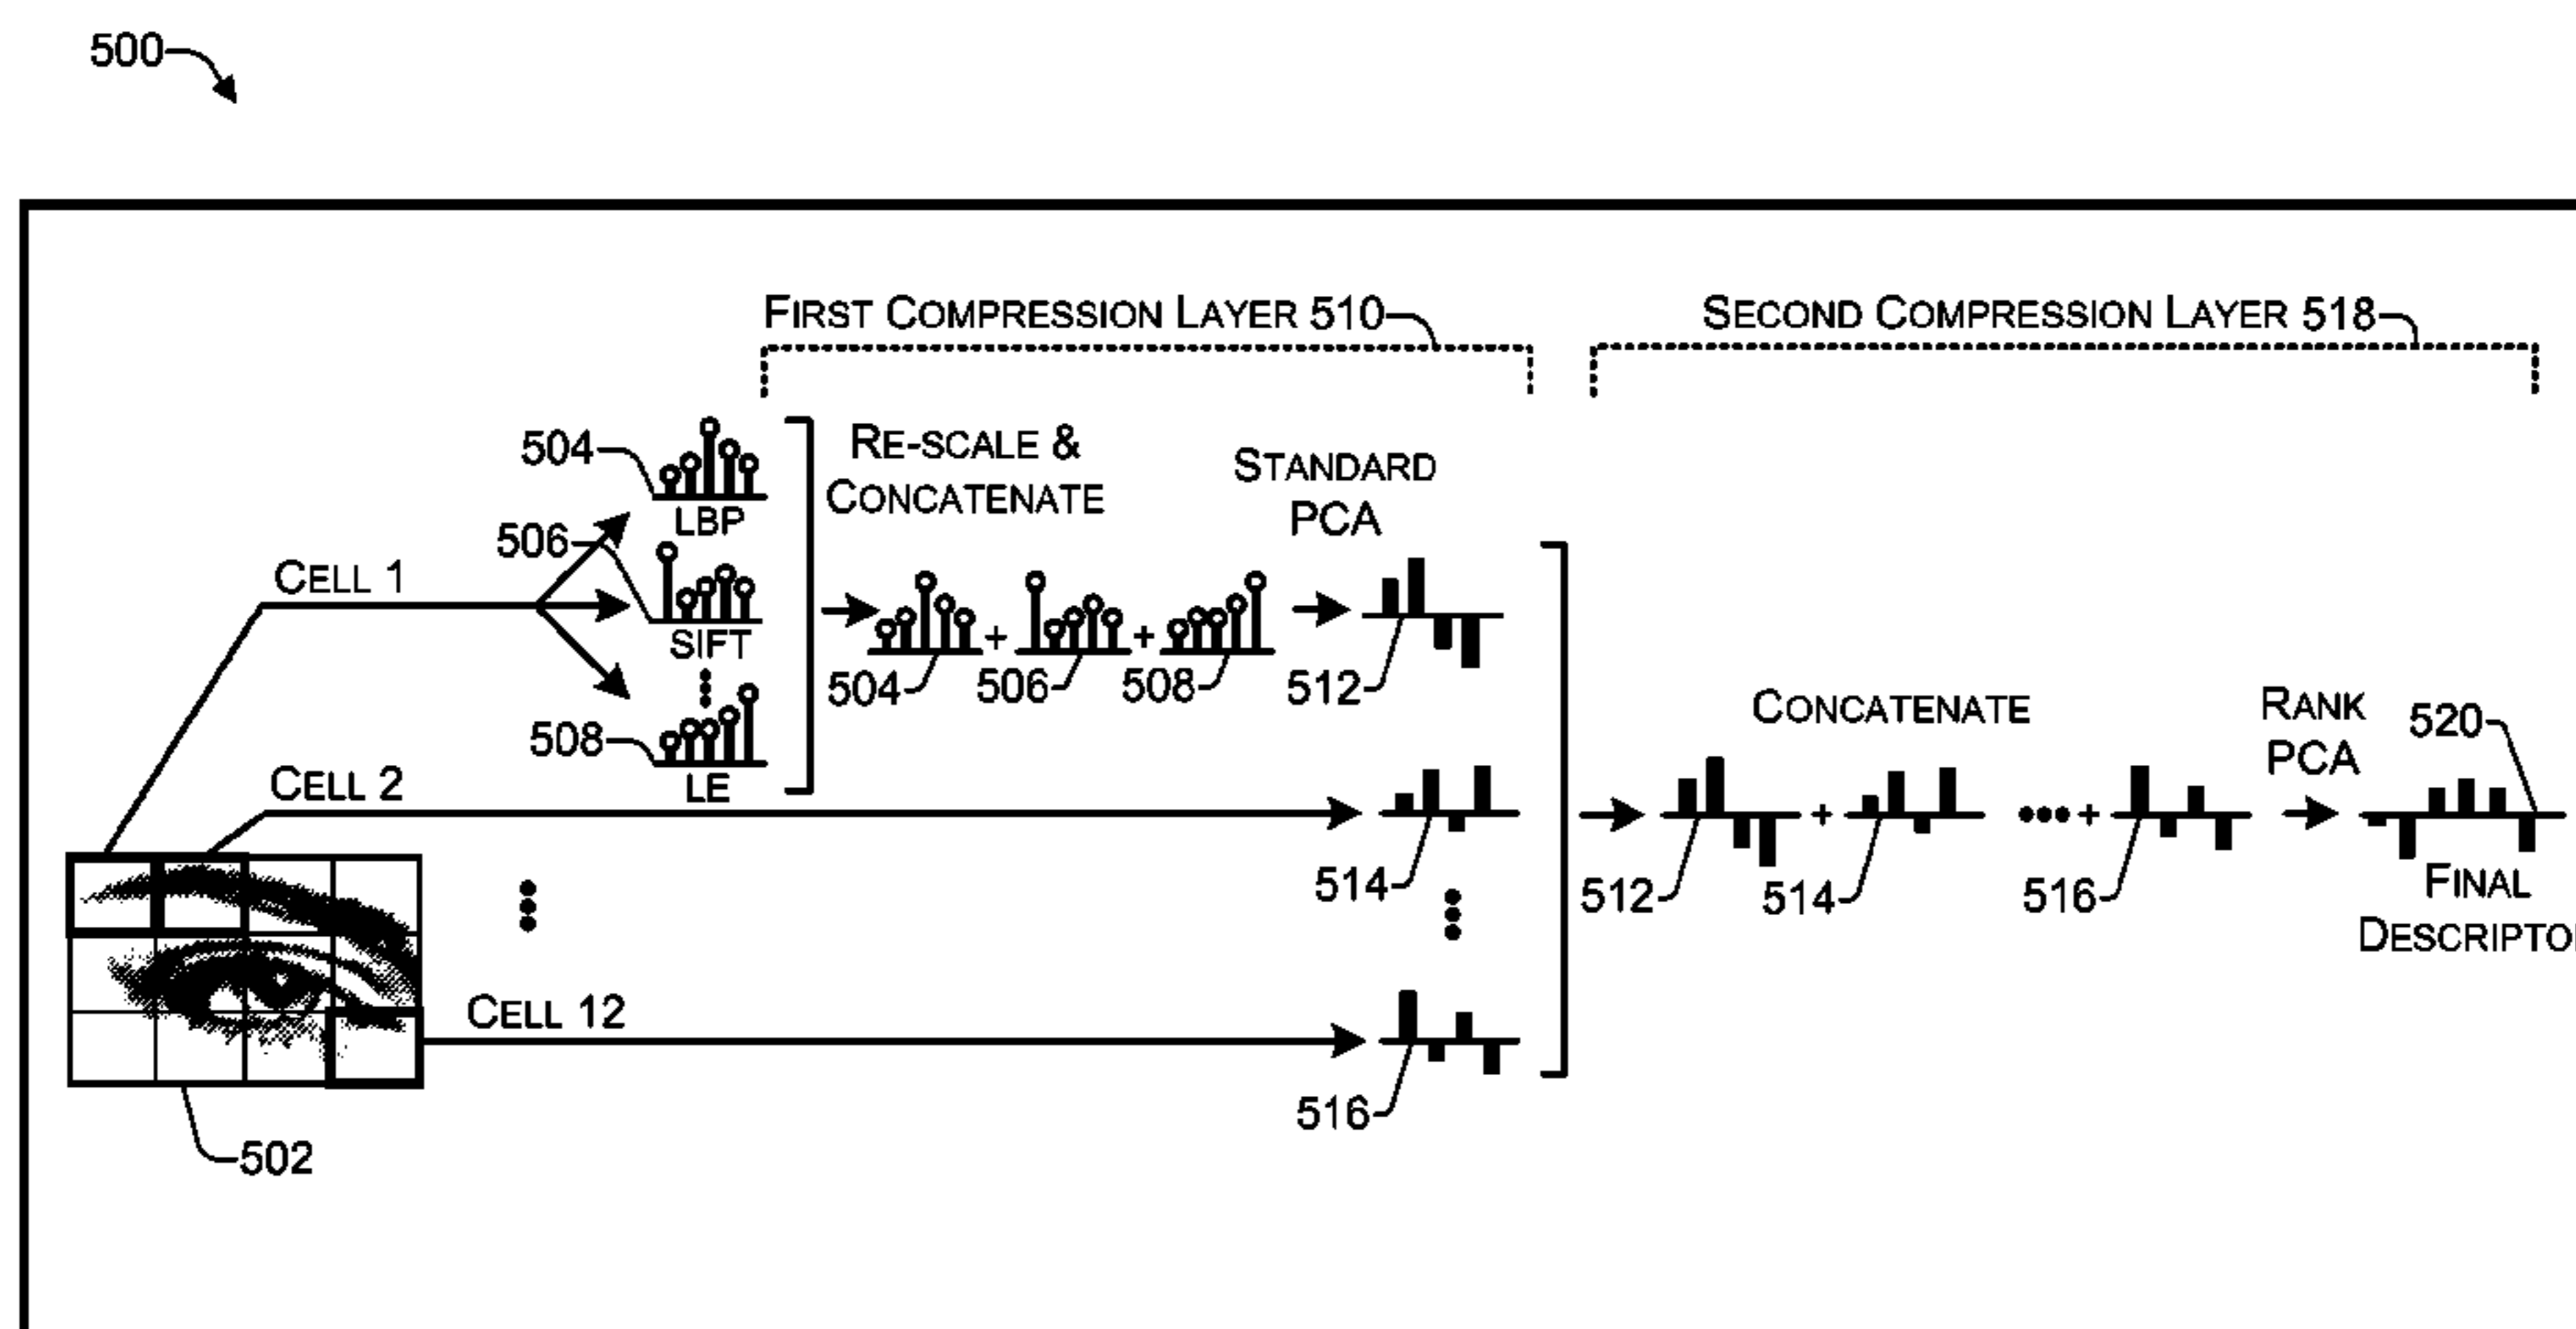 500
FIRST COMPRESSION LAYER 510
SECOND COMPRESSION LAYER 518
504
LBP
506
SIFT
508
LE
RE-SCALE &
CONCATENATE
STANDARD
PCA
CELL 1
+
+
504
506
508
512
CELL 2
514
CELL 12
516
502
CONCATENATE
+
+
512
514
516
RANK
PCA
520
FINAL
DESCRIPTOR